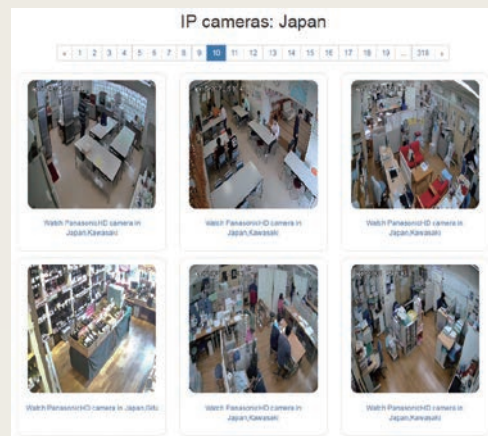 IP cameras: Japan
« 1 2 3 4 5 6 7 8 9 10 11 12 13 14 15 16 17 18 19 ... 318 »
Watch PanasonicHD camera in
Japan,Kawasaki
Watch PanasonicHD camera in
Japan,Kawasaki
Watch PanasonicHD camera in
Japan,Kawasaki
Watch PanasonicHD camera in Japan,Gifu
Watch PanasonicHD camera in
Japan,Kawasaki
Watch PanasonicHD camera in
Japan,Kawasaki